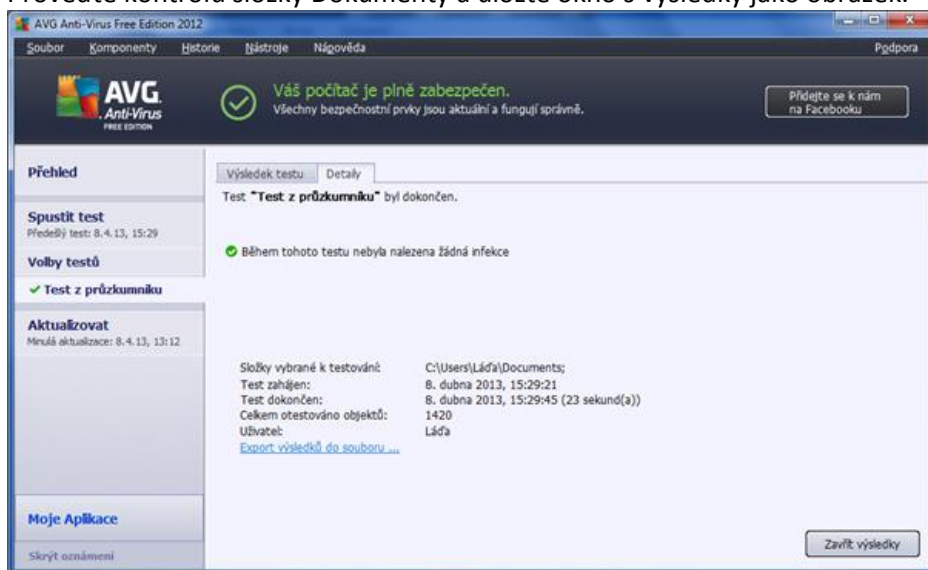 Proveďte kontrolu složky Dokumenty a uložte okno s výsledky jako obrázek.
AVG Anti-Virus Free Edition 2012
Soubor Komponenty Historie Nástroje Nápověda Podpora
AVG.
Anti-Virus
FREE EDITION
Váš počítač je plně zabezpečen.
Všechny bezpečnostní prvky jsou aktuální a fungují správně.
Přidejte se k nám
na Facebooku
Přehled
Spustit test
Předešlý test: 8.4.13, 15:29
Volby testů
Test z průzkumníku
Aktualizovat
Minulá aktualizace: 8.4.13, 13:12
Moje Aplikace
Skrýt oznámení
Výsledek testu Detaily
Test "Test z průzkumníku" byl dokončen.
Během tohoto testu nebyla nalezena žádná infekce
Složky vybrané k testování: C:\Users\Láďa\Documents;
Test zahájen: 8. dubna 2013, 15:29:21
Test dokončen: 8. dubna 2013, 15:29:45 (23 sekund(a))
Celkem otestováno objektů: 1420
Uživatel: Láďa
Export výsledků do souboru ...
Zavřít výsledky